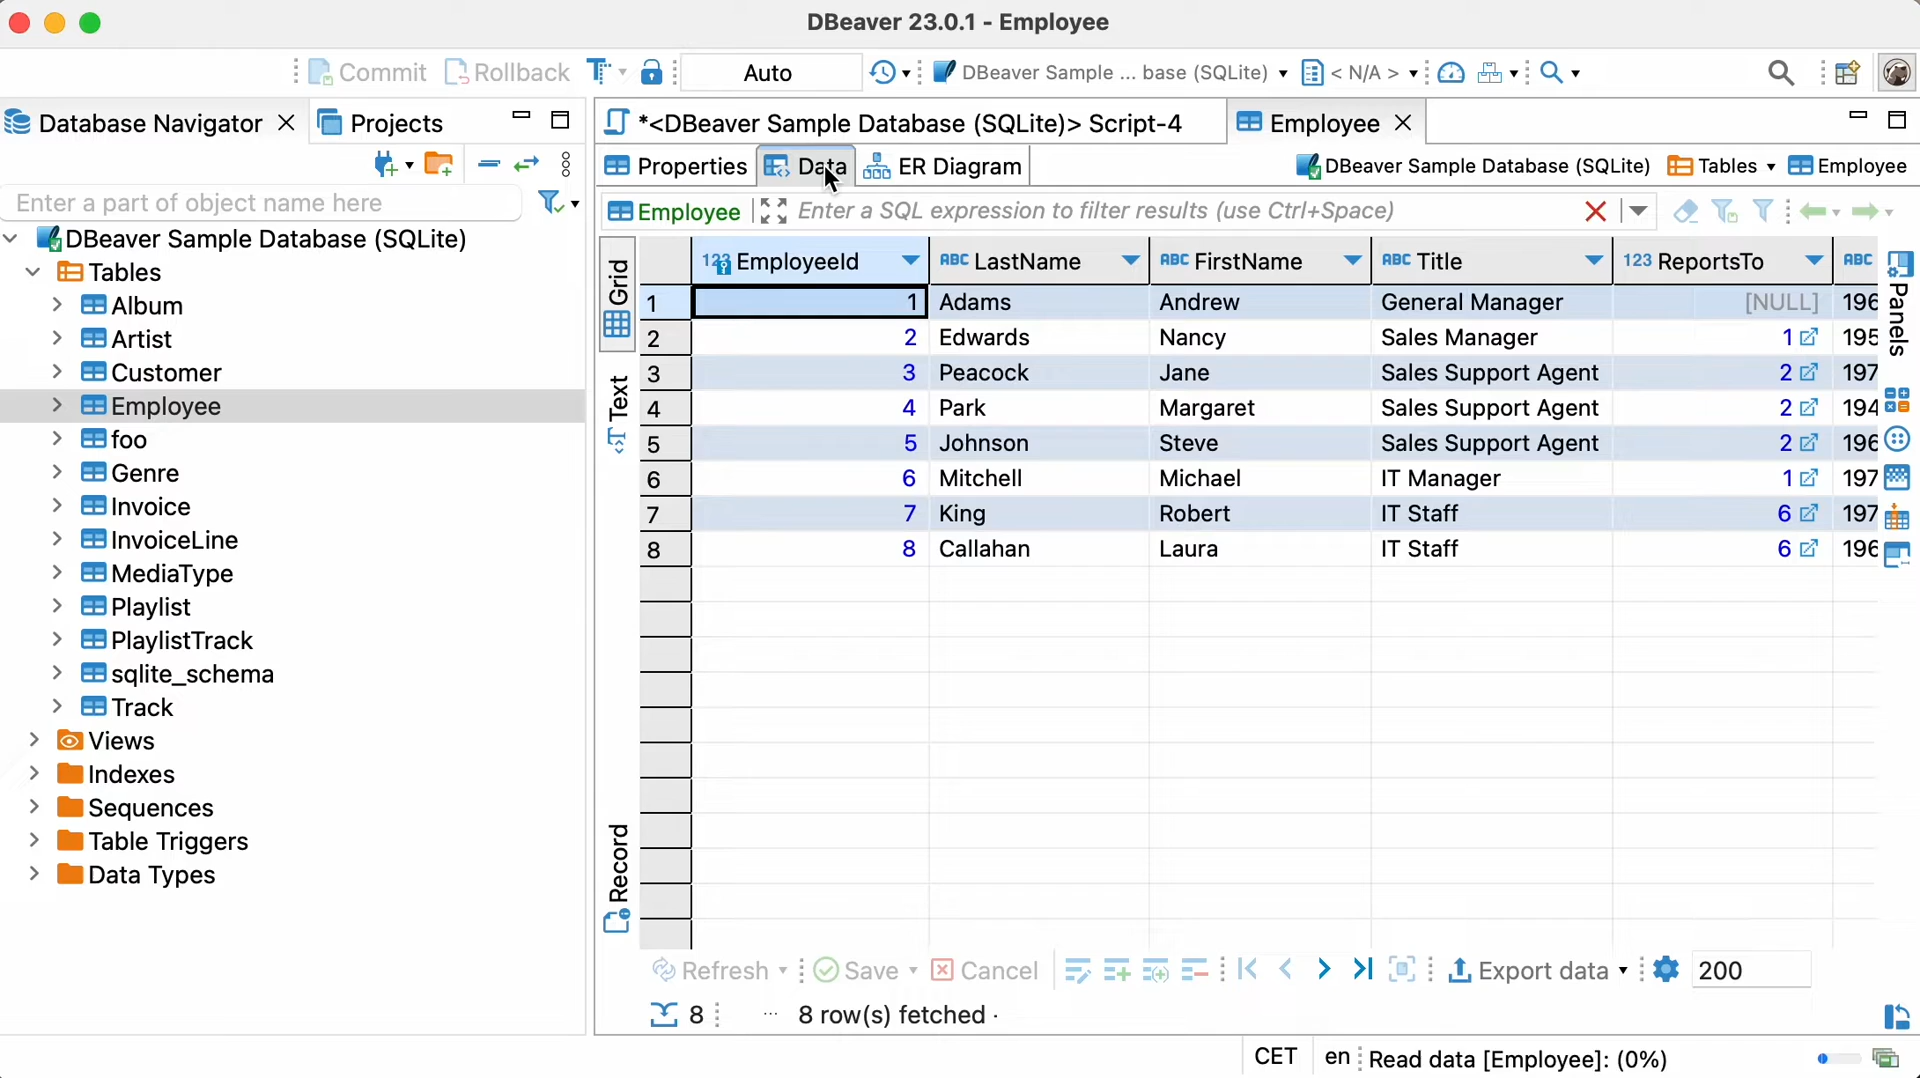 DBeaver 23.0.1 - Employee
Commit Rollback Auto DBeaver Sample ... base (SQLite) < N/A >
Database Navigator Projects
*<DBeaver Sample Database (SQLite)> Script-4 Employee
Properties Data ER Diagram DBeaver Sample Database (SQLite) Tables Employee
Enter a part of object name here
Employee Enter a SQL expression to filter results (use Ctrl+Space)
DBeaver Sample Database (SQLite)
Tables
Album
Artist
Customer
Employee
foo
Genre
Invoice
InvoiceLine
MediaType
Playlist
PlaylistTrack
sqlite_schema
Track
Views
Indexes
Sequences
Table Triggers
Data Types
Grid
Text
Record
123 EmployeeId ABC LastName ABC FirstName ABC Title 123 ReportsTo ABC
1 1 Adams Andrew General Manager [NULL] 196
2 2 Edwards Nancy Sales Manager 1 195
3 3 Peacock Jane Sales Support Agent 2 197
4 4 Park Margaret Sales Support Agent 2 194
5 5 Johnson Steve Sales Support Agent 2 196
6 6 Mitchell Michael IT Manager 1 197
7 7 King Robert IT Staff 6 197
8 8 Callahan Laura IT Staff 6 196
Panels
Refresh Save Cancel Export data 200
8 ... 8 row(s) fetched
CET en Read data [Employee]: (0%)